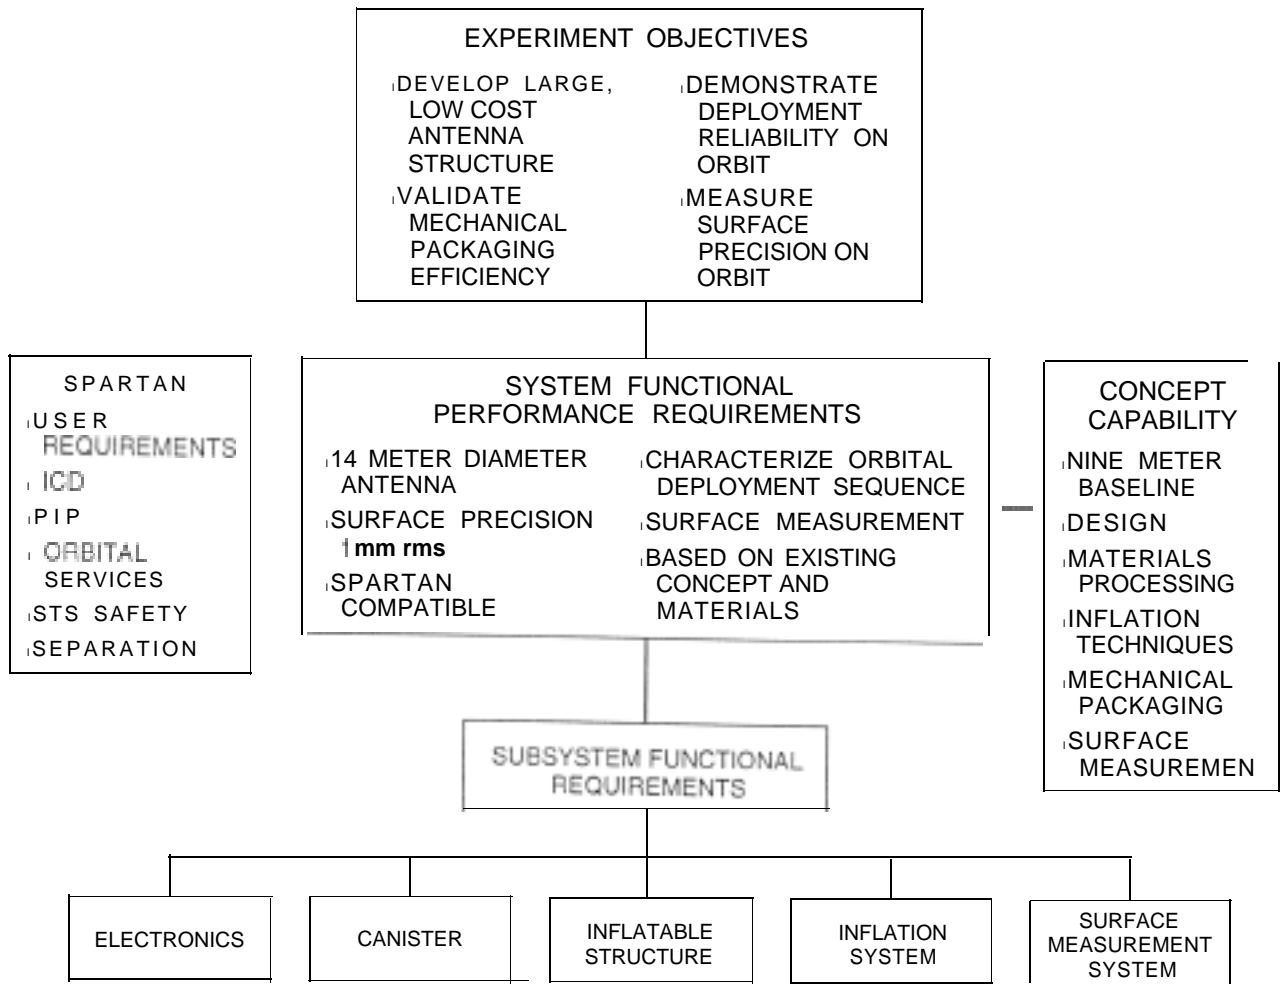 EXPERIMENT OBJECTIVES
DEVELOP LARGE,
LOW COST
ANTENNA
STRUCTURE
VALIDATE
MECHANICAL
PACKAGING
EFFICIENCY
DEMONSTRATE
DEPLOYMENT
RELIABILITY ON
ORBIT
MEASURE
SURFACE
PRECISION ON
ORBIT
SPARTAN
USER
REQUIREMENTS
ICD
PIP
ORBITAL
SERVICES
STS SAFETY
SEPARATION
SYSTEM FUNCTIONAL
PERFORMANCE REQUIREMENTS
14 METER DIAMETER
ANTENNA
SURFACE PRECISION
1 mm rms
SPARTAN
COMPATIBLE
CHARACTERIZE ORBITAL
DEPLOYMENT SEQUENCE
SURFACE MEASUREMENT
BASED ON EXISTING
CONCEPT AND
MATERIALS
CONCEPT
CAPABILITY
NINE METER
BASELINE
DESIGN
MATERIALS
PROCESSING
INFLATION
TECHNIQUES
MECHANICAL
PACKAGING
SURFACE
MEASUREMEN
SUBSYSTEM FUNCTIONAL
REQUIREMENTS
ELECTRONICS
CANISTER
INFLATABLE
STRUCTURE
INFLATION
SYSTEM
SURFACE
MEASUREMENT
SYSTEM